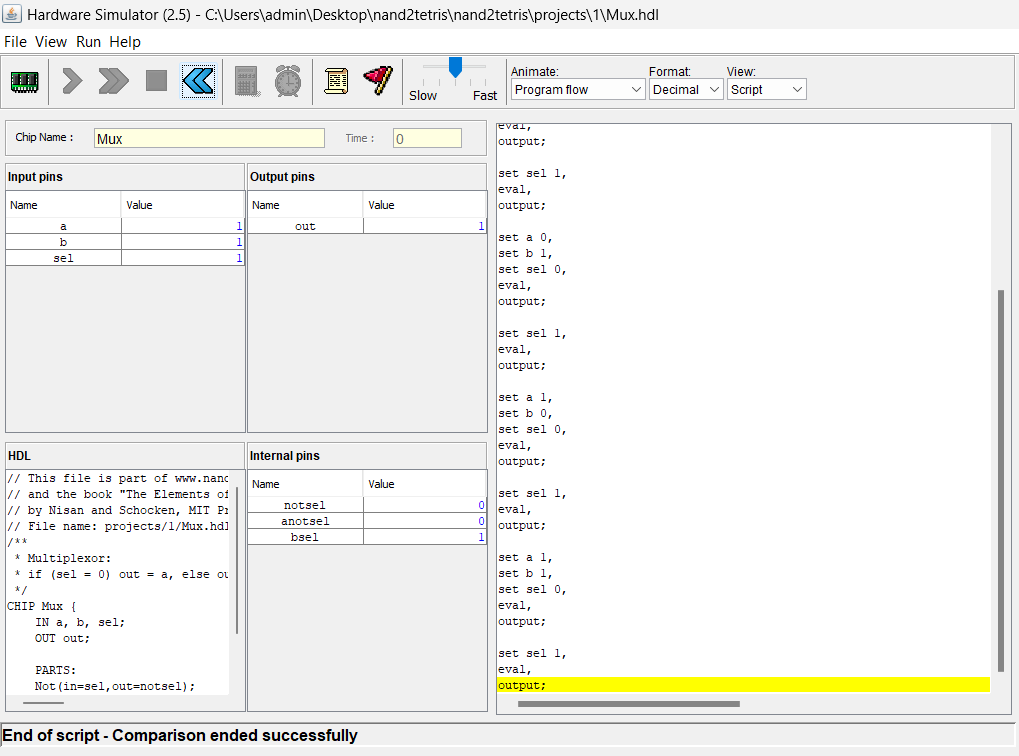 Hardware Simulator (2.5) - C:\Users\admin\Desktop\nand2tetris\nand2tetris\projects\1\Mux.hdl
File View Run Help
Slow Fast
Animate: Format: View:
Program flow Decimal Script
Chip Name : Mux Time : 0
Input pins
Name Value
a 1
b 1
sel 1
Output pins
Name Value
out 1
HDL
// This file is part of www.nand
// and the book "The Elements of
// by Nisan and Schocken, MIT Pr
// File name: projects/1/Mux.hdl
/**
* Multiplexor:
* if (sel = 0) out = a, else ou
*/
CHIP Mux {
IN a, b, sel;
OUT out;
PARTS:
Not(in=sel,out=notsel);
Internal pins
Name Value
notsel 0
anotsel 0
bsel 1
eval,
output;
set sel 1,
eval,
output;
set a 0,
set b 1,
set sel 0,
eval,
output;
set sel 1,
eval,
output;
set a 1,
set b 0,
set sel 0,
eval,
output;
set sel 1,
eval,
output;
set a 1,
set b 1,
set sel 0,
eval,
output;
set sel 1,
eval,
output;
End of script - Comparison ended successfully